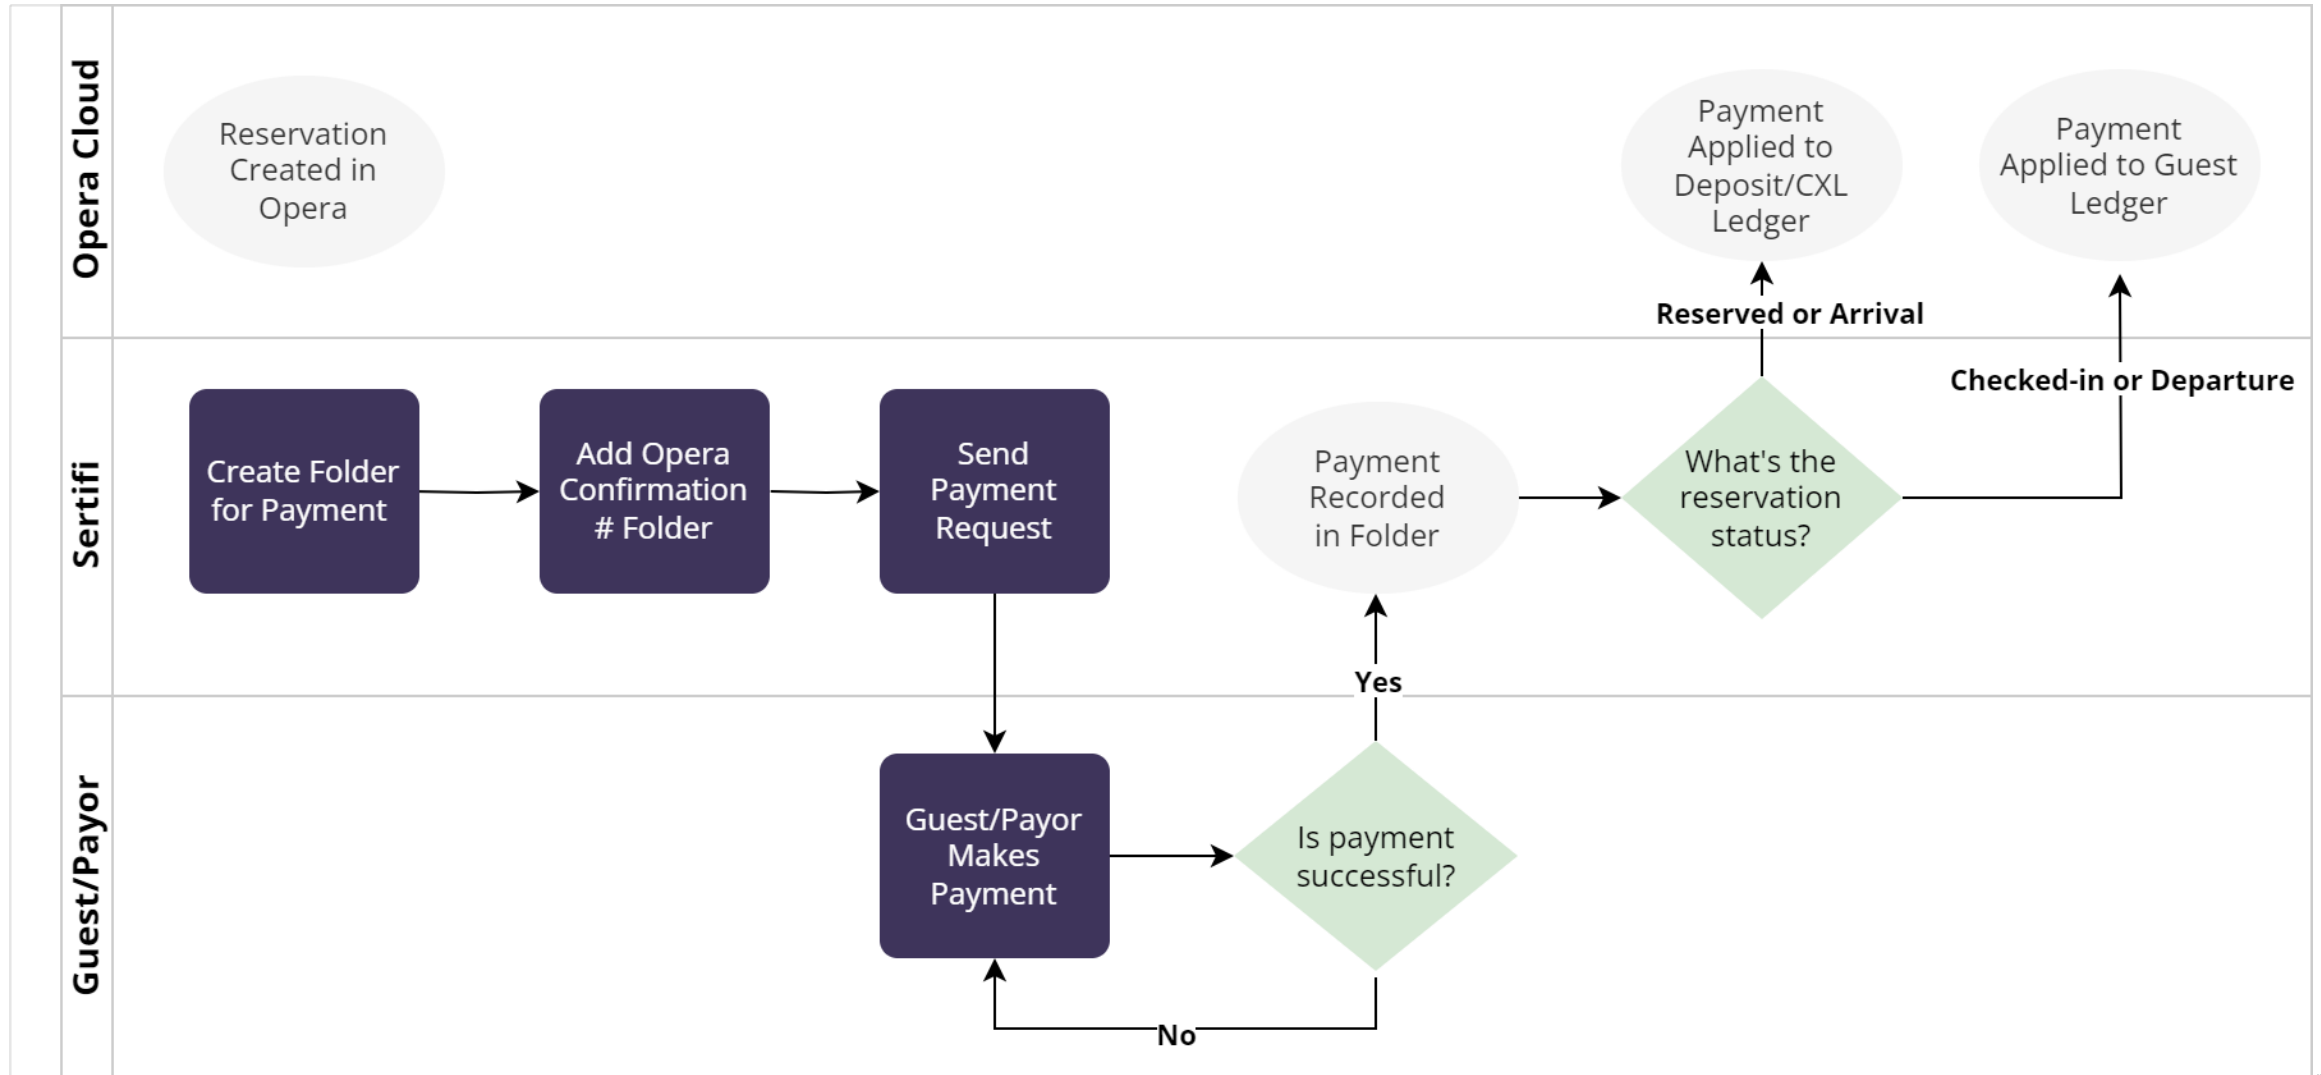 Opera Cloud
Reservation
Created in
Opera
Payment
Applied to
Deposit/CXL
Ledger
Payment
Applied to Guest
Ledger
Reserved or Arrival
Checked-in or Departure
Sertifi
Create Folder
for Payment
Add Opera
Confirmation
# Folder
Send
Payment
Request
Payment
Recorded
in Folder
What's the
reservation
status?
Yes
Guest/Payor
Guest/Payor
Makes
Payment
Is payment
successful?
No